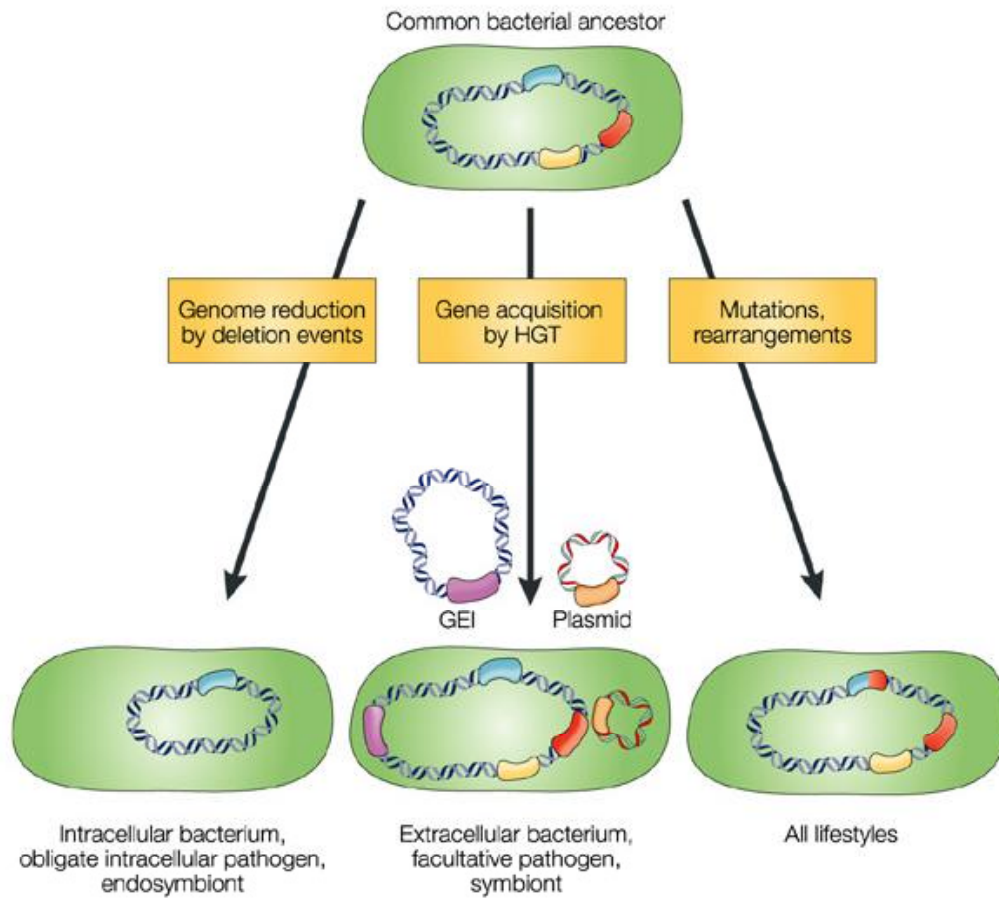 Common bacterial ancestor
Genome reduction
by deletion events
Gene acquisition
by HGT
Mutations,
rearrangements
GEI
Plasmid
Intracellular bacterium,
obligate intracellular pathogen,
endosymbiont
Extracellular bacterium,
facultative pathogen,
symbiont
All lifestyles